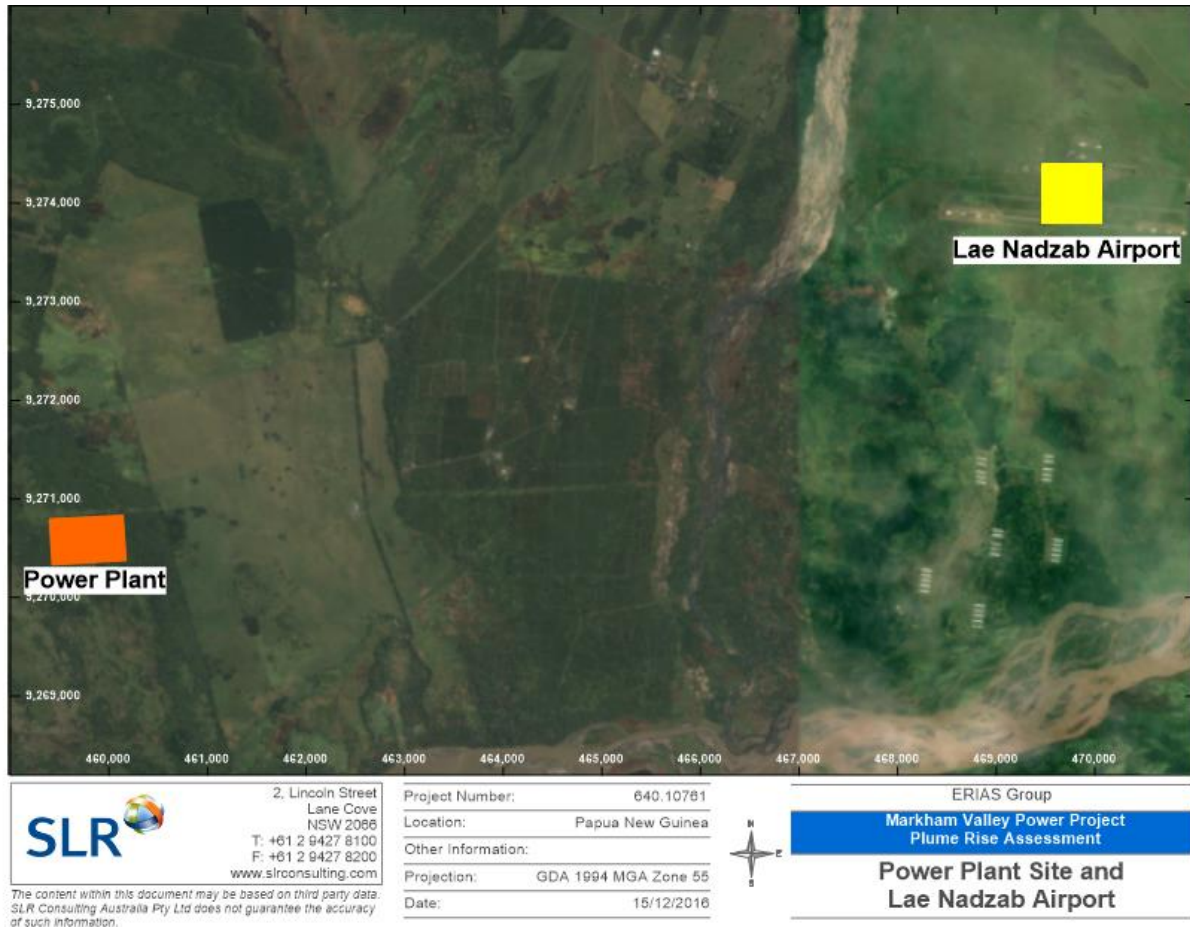 9,275,000
9,274,000
Lae Nadzab Airport
9,273,000
9,272,000
9,271,000
Power Plant
9,270,000
9,269,000
460,000 461,000 462,000 463,000 464,000 465,000 466,000 467,000 468,000 469,000 470,000
SLR
2, Lincoln Street
Lane Cove
NSW 2066
T: +61 2 9427 8100
F: +61 2 9427 8200
www.slrconsulting.com
The content within this document may be based on third party data.
SLR Consulting Australia Pty Ltd does not guarantee the accuracy
of such information.
Project Number: 640.10761
Location: Papua New Guinea
Other Information:
Projection: GDA 1994 MGA Zone 55
Date: 15/12/2016
N
E
S
ERIAS Group
Markham Valley Power Project
Plume Rise Assessment
Power Plant Site and
Lae Nadzab Airport